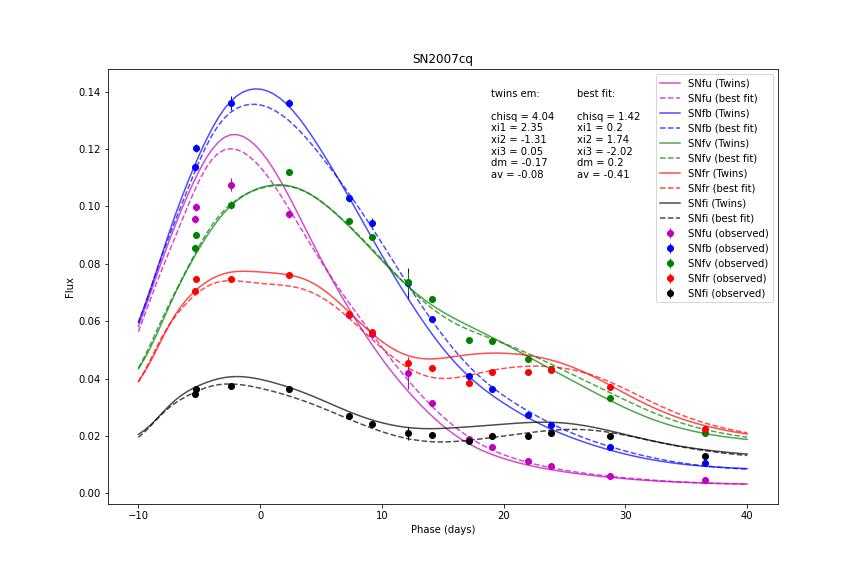 SN2007cq
Flux
0.14
0.12
0.10
0.08
0.06
0.04
0.02
0.00
twins em: best fit:
chisq = 4.04 chisq = 1.42
xi1 = 2.35 xi1 = 0.2
xi2 = -1.31 xi2 = 1.74
xi3 = 0.05 xi3 = -2.02
dm = -0.17 dm = 0.2
av = -0.08 av = -0.41
SNfu (Twins)
SNfu (best fit)
SNfb (Twins)
SNfb (best fit)
SNfv (Twins)
SNfv (best fit)
SNfr (Twins)
SNfr (best fit)
SNfi (Twins)
SNfi (best fit)
SNfu (observed)
SNfb (observed)
SNfv (observed)
SNfr (observed)
SNfi (observed)
−10 0 10 20 30 40
Phase (days)